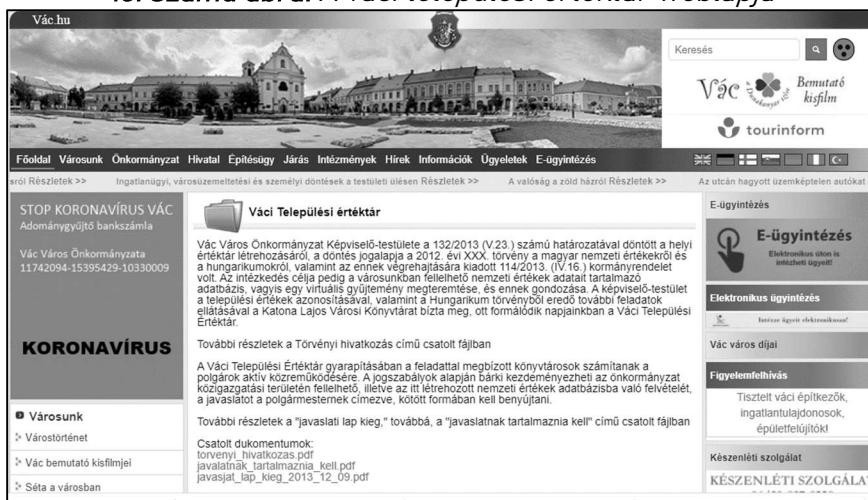 Vác.hu
Keresés
Vác
Bemutató
kisfilm
tourinform
Főoldal Városunk Önkormányzat Hivatal Építésügy Járás Intézmények Hírek Információk Ügyeletek E-ügyintézés
Részletek >> Ingatlanügyi, városüzemeltetési és személyi döntések a testületi ülésen Részletek >> A valóság a zöld házról Részletek >> Az utcán hagyott üzemképtelen autókat
STOP KORONAVÍRUS VÁC
Adománygyűjtő bankszámla
Vác Város Önkormányzata
11742094-15395429-10330009
KORONAVÍRUS
Városunk
Várostörténet
Vác bemutató kisfilmjei
Séta a városban
Váci Települési értéktár
Vác Város Önkormányzat Képviselő-testülete a 132/2013 (V.23.) számú határozatával döntött a helyi
értéktár létrehozásáról, a döntés jogalapja a 2012. évi XXX. törvény a magyar nemzeti értékekről és
a hungarikumokról, valamint az ennek végrehajtására kiadott 114/2013. (IV.16.) kormányrendelet
volt. Az intézkedés célja pedig a városunkban fellelhető nemzeti értékek adatait tartalmazó
adatbázis, vagyis egy virtuális gyűjtemény megteremtése, és ennek gondozása. A képviselő-testület
a települési értékek azonosításával, valamint a Hungarikum törvényből eredő további feladatok
ellátásával a Katona Lajos Városi Könyvtárat bízta meg, ott formálódik napjainkban a Váci Települési
Értéktár.
További részletek a Törvényi hivatkozás című csatolt fájlban
A Váci Települési Értéktár gyarapításában a feladattal megbízott könyvtárosok számítanak a
polgárok aktív közreműködésére. A jogszabályok alapján bárki kezdeményezheti az önkormányzat
közigazgatási területén fellelhető, illetve az itt létrehozott nemzeti értékek adatbázisba való felvételét,
a javaslatot a polgármesternek címezve, kötött formában kell benyújtani.
További részletek a "javaslati lap kieg," továbbá, a "javaslatnak tartalmaznia kell" című csatolt fájlban
Csatolt dukomentumok:
torvenyi_hivatkozas.pdf
javalatnak_tartalmaznia_kell.pdf
javasjat_lap_kieg_2013_12_09.pdf
E-ügyintézés
E-ügyintézés
Elektronikus úton is
intézheti ügyeit!
Elektronikus ügyintézés
Intézze ügyeit elektronikusan!
Vác város díjai
Figyelemfelhívás
Tisztelt váci építkezők,
ingatlantulajdonosok,
épületfelújítók!
Készenléti szolgálat